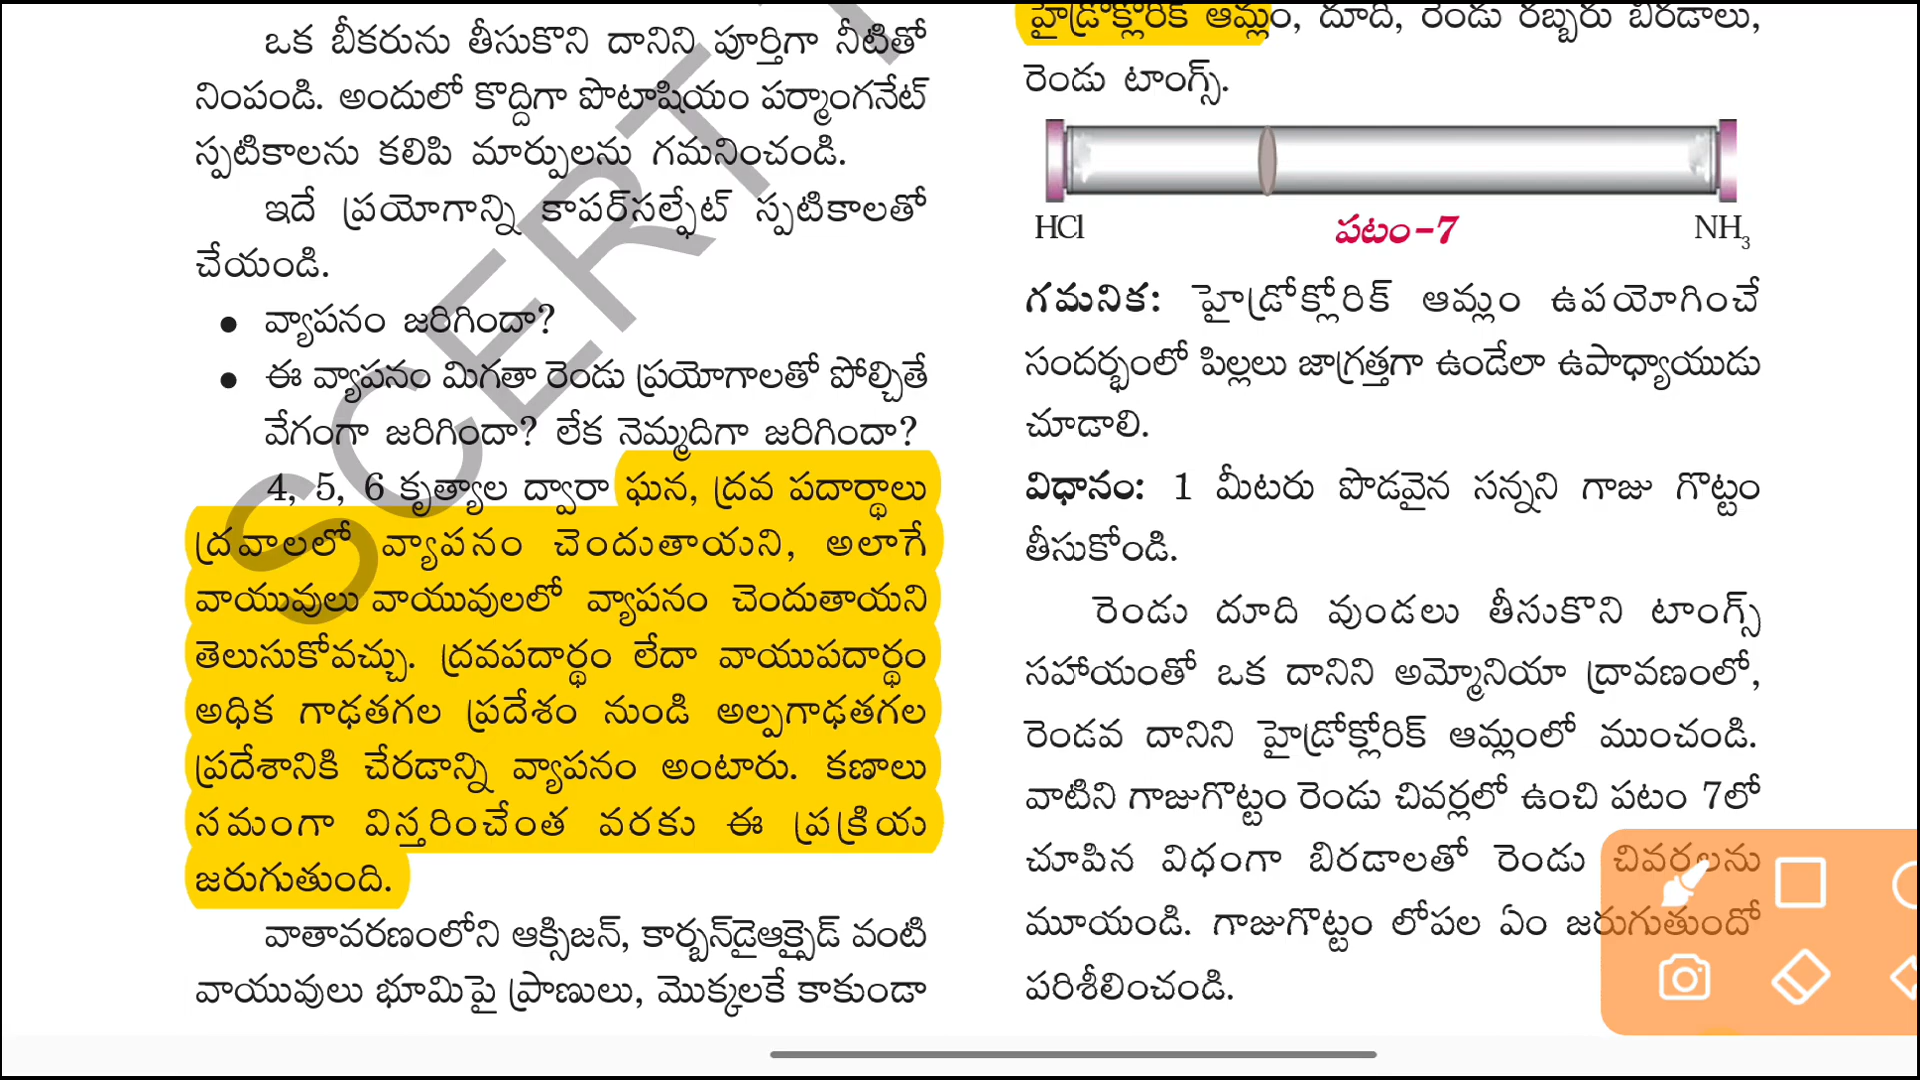 ఒక బీకరును తీసుకొని దానిని పూర్తిగా నీటితో
నింపండి. అందులో కొద్దిగా పొటాషియం పర్మాంగనేట్
స్పటికాలను కలిపి మార్పులను గమనించండి.
ఇదే ప్రయోగాన్ని కాపర్‌సల్ఫేట్ స్పటికాలతో
చేయండి.
• వ్యాపనం జరిగిందా?
• ఈ వ్యాపనం మిగతా రెండు ప్రయోగాలతో పోల్చితే
వేగంగా జరిగిందా? లేక నెమ్మదిగా జరిగిందా?
4, 5, 6 కృత్యాల ద్వారా ఘన, ద్రవ పదార్థాలు
ద్రవాలలో వ్యాపనం చెందుతాయని, అలాగే
వాయువులు వాయువులలో వ్యాపనం చెందుతాయని
తెలుసుకోవచ్చు. ద్రవపదార్థం లేదా వాయుపదార్థం
అధిక గాఢతగల ప్రదేశం నుండి అల్పగాఢతగల
ప్రదేశానికి చేరడాన్ని వ్యాపనం అంటారు. కణాలు
సమంగా విస్తరించేంత వరకు ఈ ప్రక్రియ
జరుగుతుంది.
వాతావరణంలోని ఆక్సిజన్, కార్బన్‌డైఆక్సైడ్ వంటి
వాయువులు భూమిపై ప్రాణులు, మొక్కలకే కాకుండా
SCERT
హైడ్రోక్లోరిక్ ఆమ్లం, దూది, రెండు రబ్బరు బిరడాలు,
రెండు టాంగ్స్.
HCl పటం-7 NH₃
గమనిక: హైడ్రోక్లోరిక్ ఆమ్లం ఉపయోగించే
సందర్భంలో పిల్లలు జాగ్రత్తగా ఉండేలా ఉపాధ్యాయుడు
చూడాలి.
విధానం: 1 మీటరు పొడవైన సన్నని గాజు గొట్టం
తీసుకోండి.
రెండు దూది వుండలు తీసుకొని టాంగ్స్
సహాయంతో ఒక దానిని అమ్మోనియా ద్రావణంలో,
రెండవ దానిని హైడ్రోక్లోరిక్ ఆమ్లంలో ముంచండి.
వాటిని గాజుగొట్టం రెండు చివర్లలో ఉంచి పటం 7లో
చూపిన విధంగా బిరడాలతో రెండు చివరలను
మూయండి. గాజుగొట్టం లోపల ఏం జరుగుతుందో
పరిశీలించండి.